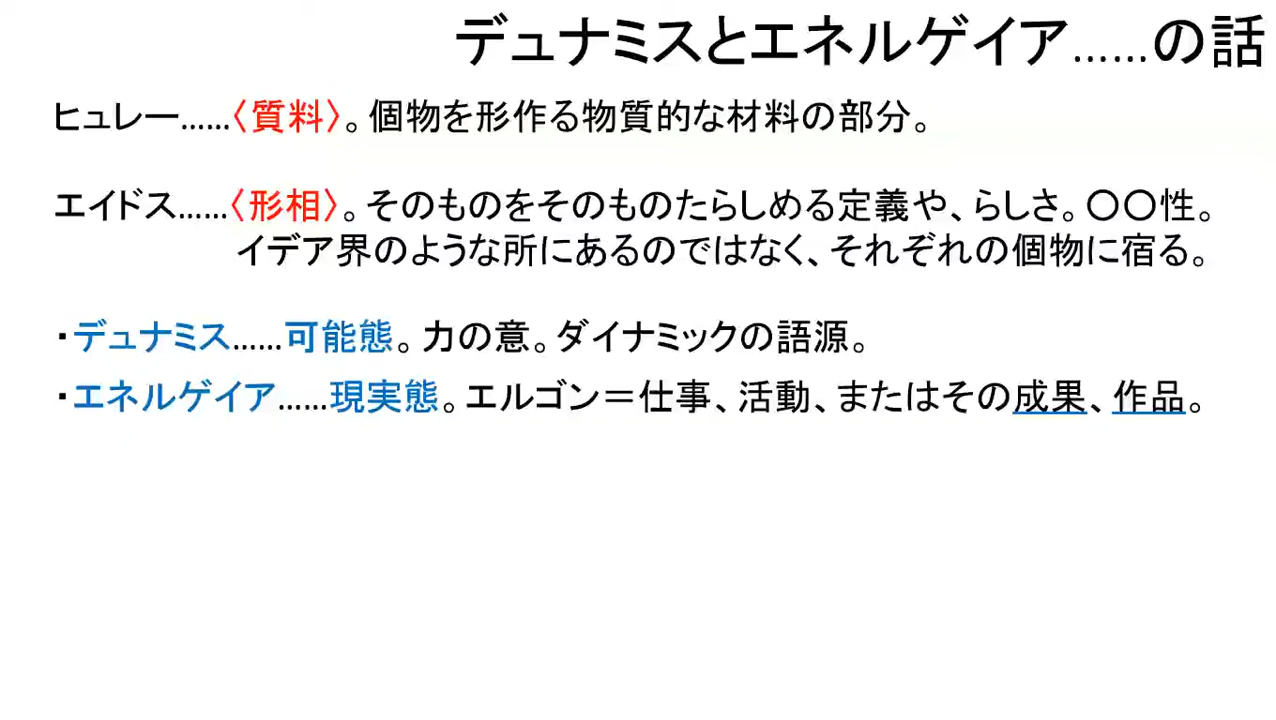 デュナミスとエネルゲイア……の話
ヒュレー……〈質料〉。個物を形作る物質的な材料の部分。
エイドス……〈形相〉。そのものをそのものたらしめる定義や、らしさ。〇〇性。
イデア界のような所にあるのではなく、それぞれの個物に宿る。
・デュナミス……可能態。力の意。ダイナミックの語源。
・エネルゲイア……現実態。エルゴン＝仕事、活動、またはその成果、作品。